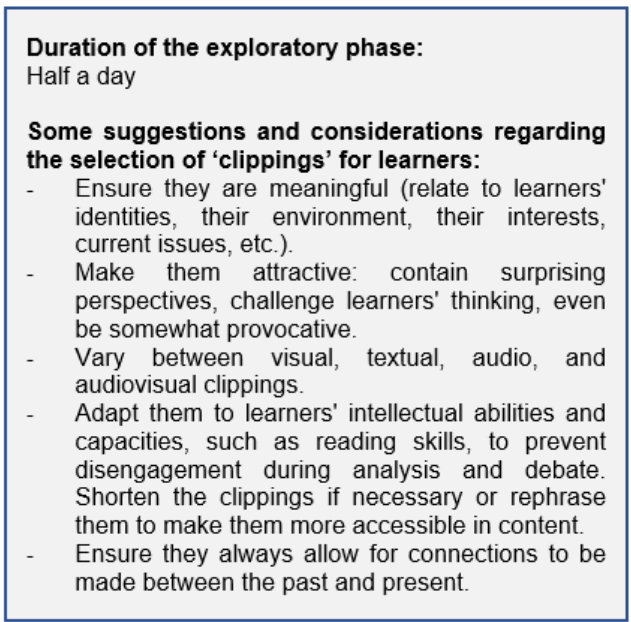 Duration of the exploratory phase:
Half a day
Some suggestions and considerations regarding
the selection of ‘clippings’ for learners:
- Ensure they are meaningful (relate to learners'
identities, their environment, their interests,
current issues, etc.).
- Make them attractive: contain surprising
perspectives, challenge learners' thinking, even
be somewhat provocative.
- Vary between visual, textual, audio, and
audiovisual clippings.
- Adapt them to learners' intellectual abilities and
capacities, such as reading skills, to prevent
disengagement during analysis and debate.
Shorten the clippings if necessary or rephrase
them to make them more accessible in content.
- Ensure they always allow for connections to be
made between the past and present.